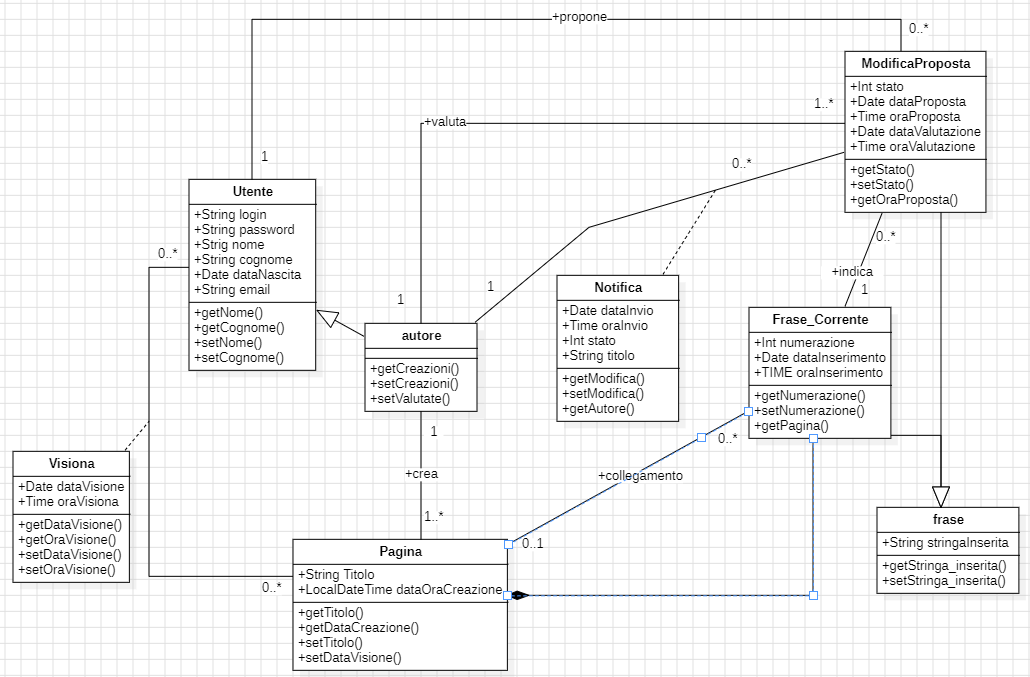 +propone
0..*
ModificaProposta
+Int stato
+Date dataProposta
+Time oraProposta
+Date dataValutazione
+Time oraValutazione
+getStato()
+setStato()
+getOraProposta()
1..*
+valuta
0..*
1
Utente
+String login
+String password
+Strig nome
+String cognome
+Date dataNascita
+String email
+getNome()
+getCognome()
+setNome()
+setCognome()
0..*
0..*
+indica
1
1
1
Notifica
+Date dataInvio
+Time oraInvio
+Int stato
+String titolo
+getModifica()
+setModifica()
+getAutore()
Frase_Corrente
+Int numerazione
+Date dataInserimento
+TIME oraInserimento
+getNumerazione()
+setNumerazione()
+getPagina()
autore
+getCreazioni()
+setCreazioni()
+setValutate()
1
0..*
Visiona
+Date dataVisione
+Time oraVisiona
+getDataVisione()
+getOraVisione()
+setDataVisione()
+setOraVisione()
+crea
+collegamento
1..*
0..1
frase
+String stringaInserita
+getStringa_inserita()
+setStringa_inserita()
0..*
Pagina
+String Titolo
+LocalDateTime dataOraCreazione
+getTitolo()
+getDataCreazione()
+setTitolo()
+setDataVisione()